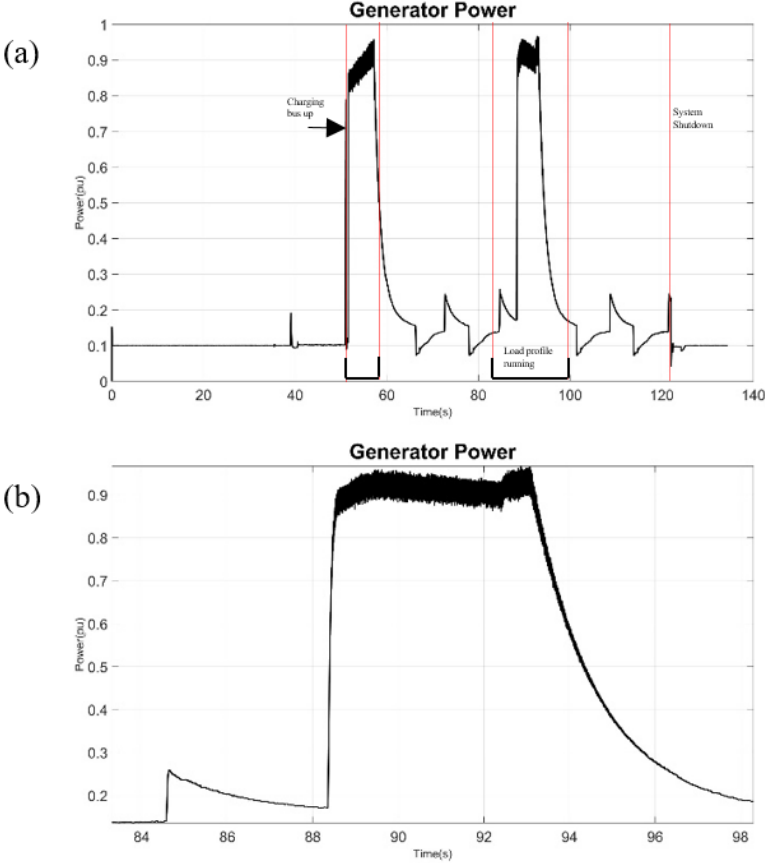 Generator Power
(a)
1
0.9
0.8
0.7
0.6
0.5
0.4
0.3
0.2
0.1
0
Power(pu)
Charging
bus up
System
Shutdown
Load profile
running
0 20 40 60 80 100 120 140
Time(s)
Generator Power
(b)
0.9
0.8
0.7
0.6
0.5
0.4
0.3
0.2
Power(pu)
84 86 88 90 92 94 96 98
Time(s)